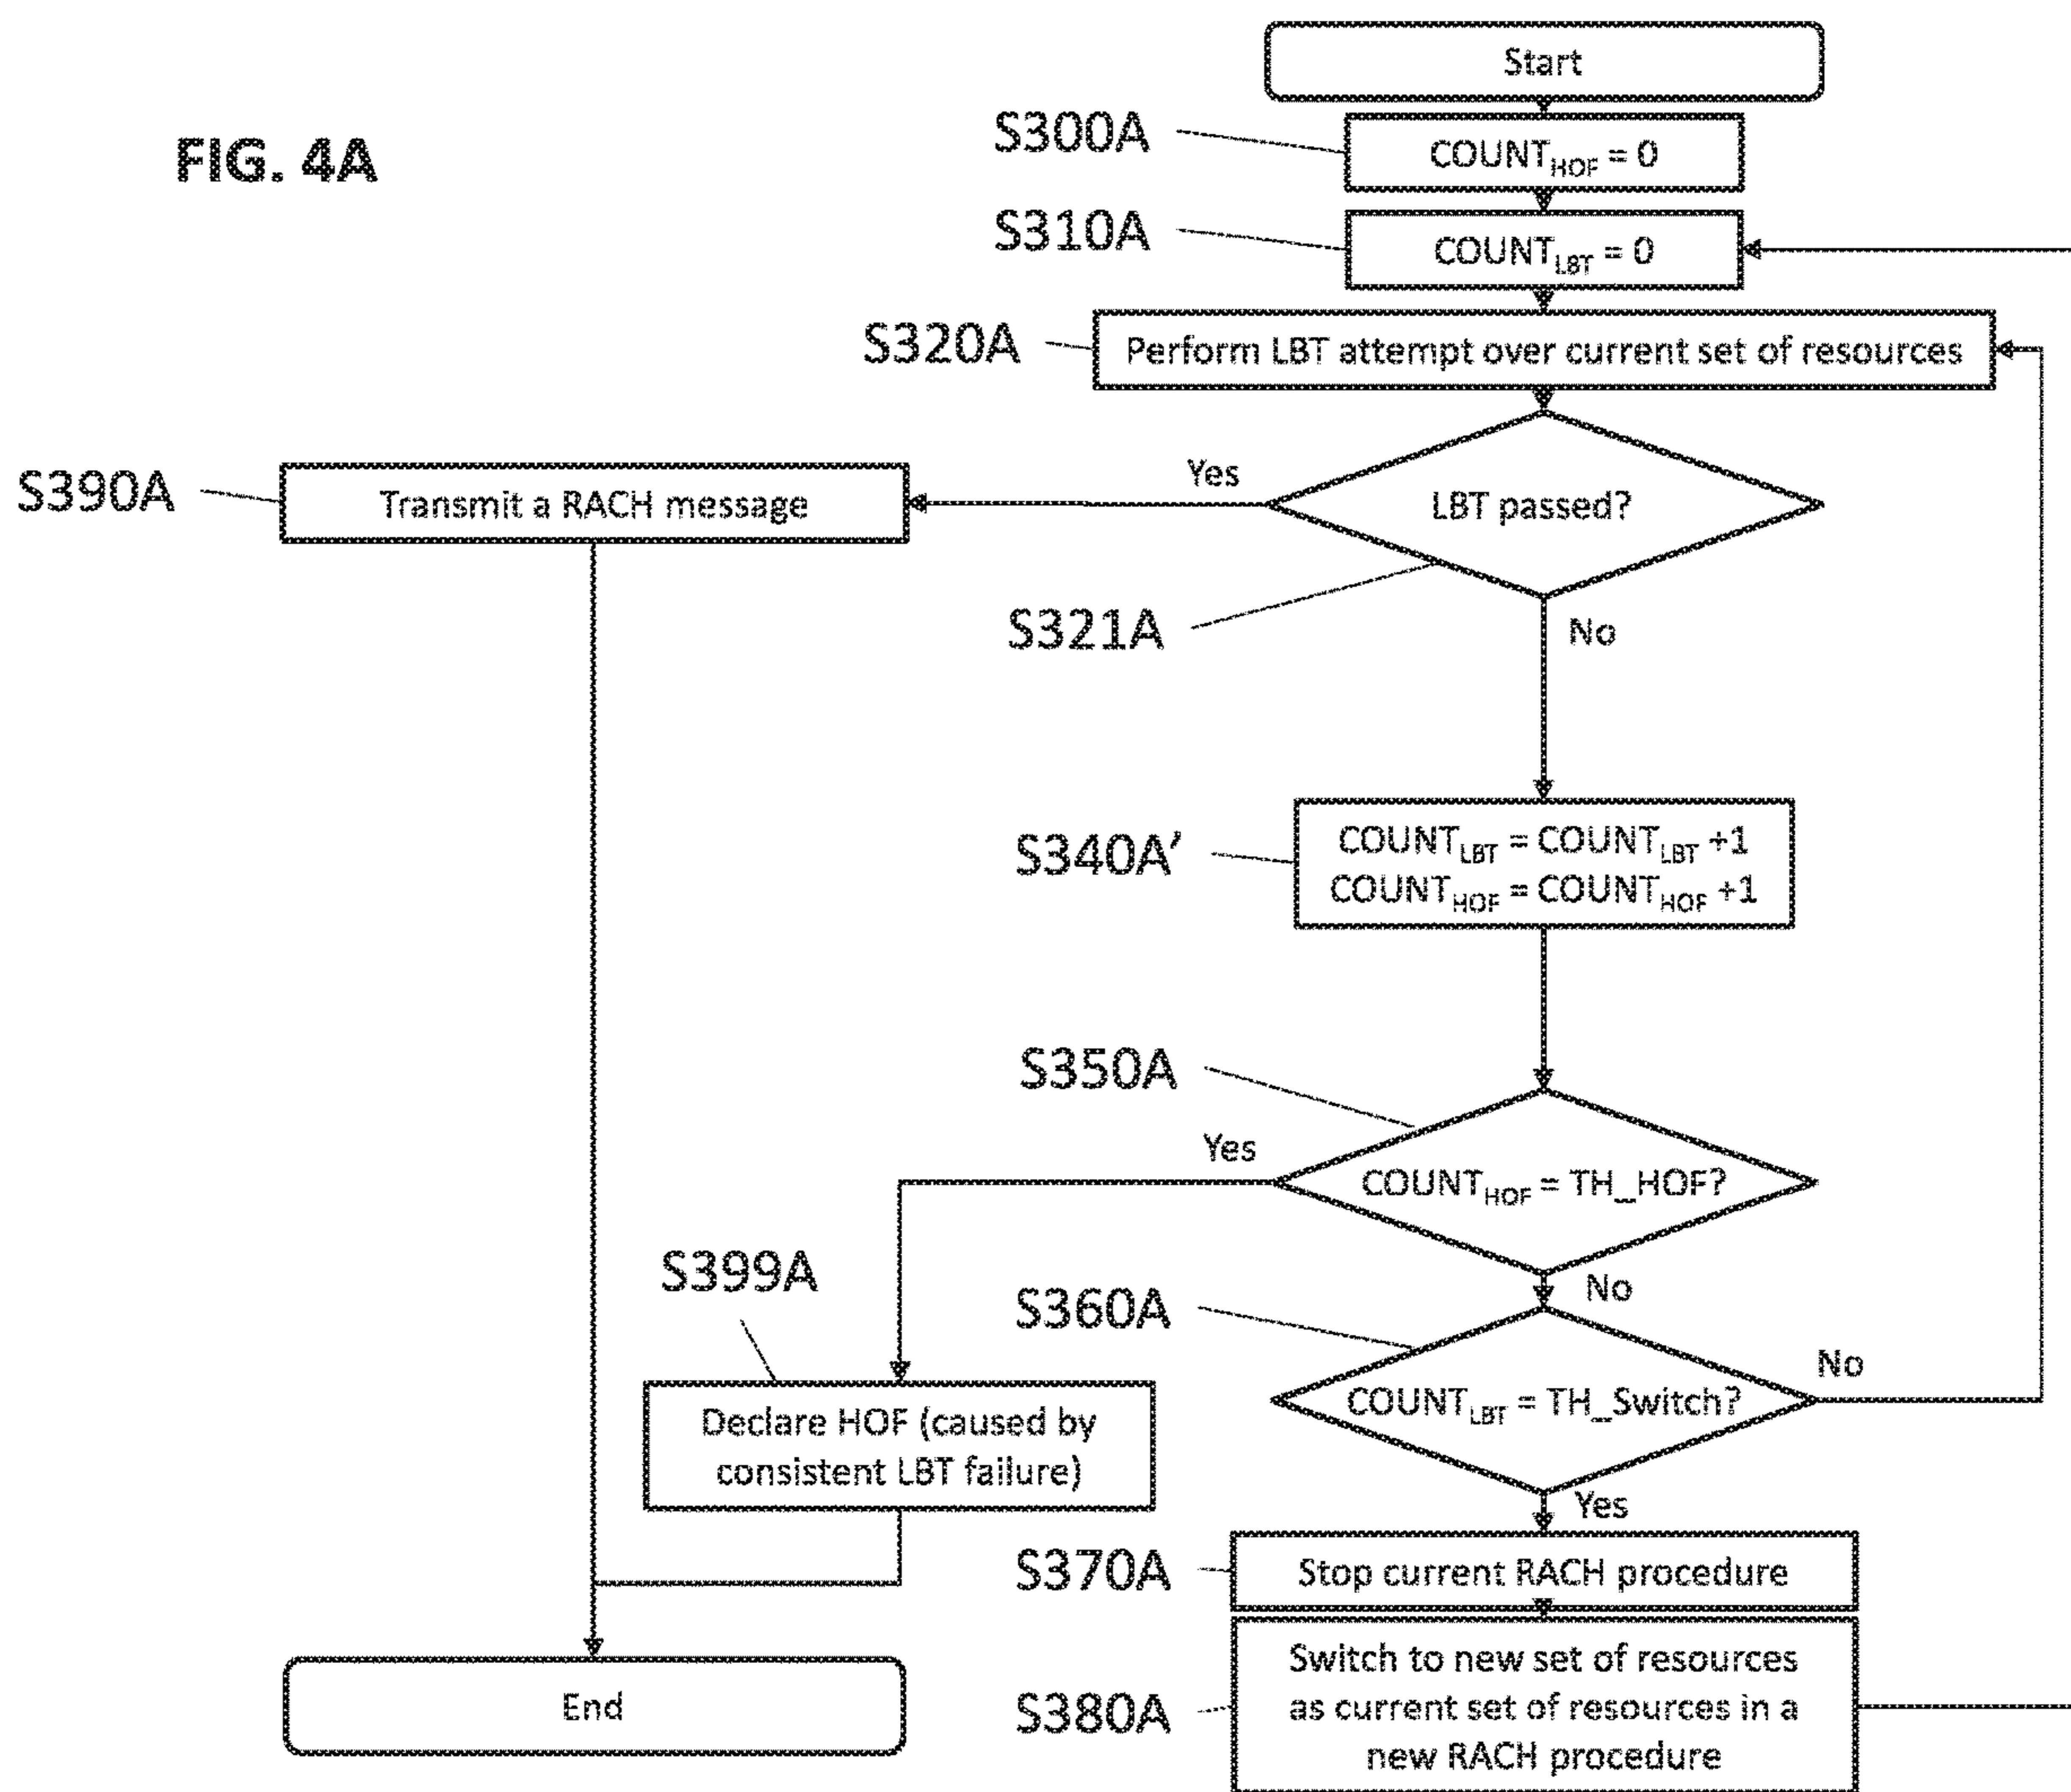 FIG. 4A
Start
S300A
COUNT_HOF = 0
S310A
COUNT_LBT = 0
S320A
Perform LBT attempt over current set of resources
S390A
Transmit a RACH message
Yes
LBT passed?
S321A
No
S340A’
COUNT_LBT = COUNT_LBT +1
COUNT_HOF = COUNT_HOF +1
S350A
Yes
COUNT_HOF = TH_HOF?
No
S399A
Declare HOF (caused by
consistent LBT failure)
S360A
COUNT_LBT = TH_Switch?
No
Yes
S370A
Stop current RACH procedure
S380A
Switch to new set of resources
as current set of resources in a
new RACH procedure
End